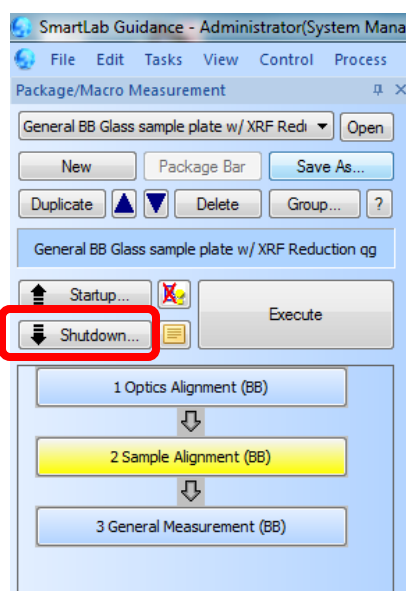 SmartLab Guidance - Administrator(System Mana
File Edit Tasks View Control Process
Package/Macro Measurement
General BB Glass sample plate w/ XRF Redu Open
New Package Bar Save As...
Duplicate Delete Group... ?
General BB Glass sample plate w/ XRF Reduction qg
Startup...
Execute
Shutdown...
1 Optics Alignment (BB)
2 Sample Alignment (BB)
3 General Measurement (BB)